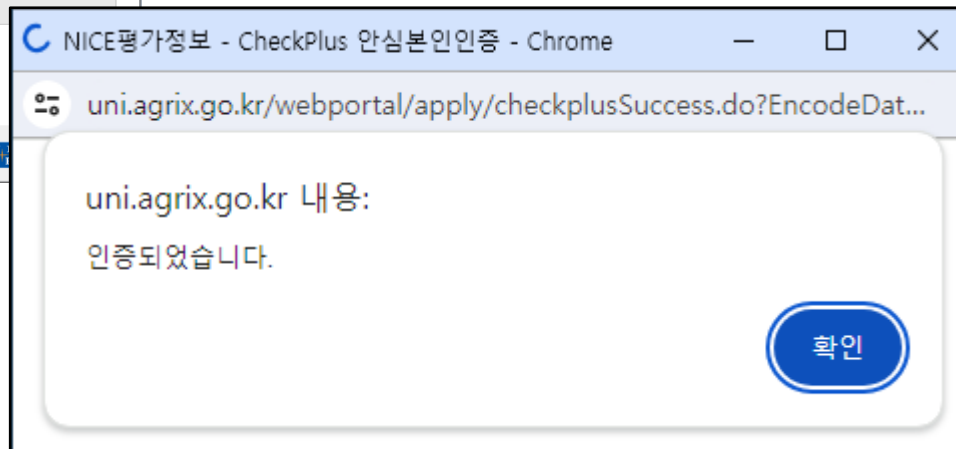 NICE평가정보 - CheckPlus 안심본인인증 - Chrome
uni.agrix.go.kr/webportal/apply/checkplusSuccess.do?EncodeDat...
uni.agrix.go.kr 내용:
인증되었습니다.
확인